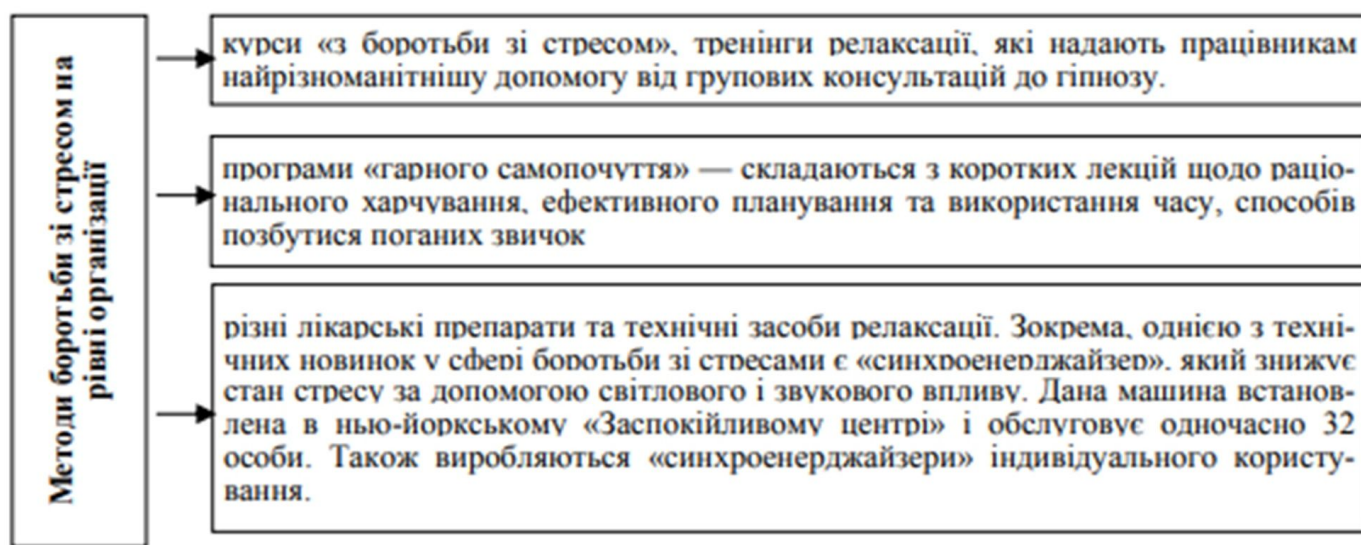 Методи боротьби зі стресом на
рівні організації
курси «з боротьби зі стресом», тренінги релаксації, які надають працівникам
найрізноманітнішу допомогу від групових консультацій до гіпнозу.
програми «гарного самопочуття» — складаються з коротких лекцій щодо раціо-
нального харчування, ефективного планування та використання часу, способів
позбутися поганих звичок
різні лікарські препарати та технічні засоби релаксації. Зокрема, однією з техні-
чних новинок у сфері боротьби зі стресами є «синхроенерджайзер», який знижує
стан стресу за допомогою світлового і звукового впливу. Дана машина встанов-
лена в нью-йоркському «Заспокійливому центрі» і обслуговує одночасно 32
особи. Також виробляються «синхроенерджайзери» індивідуального користу-
вання.